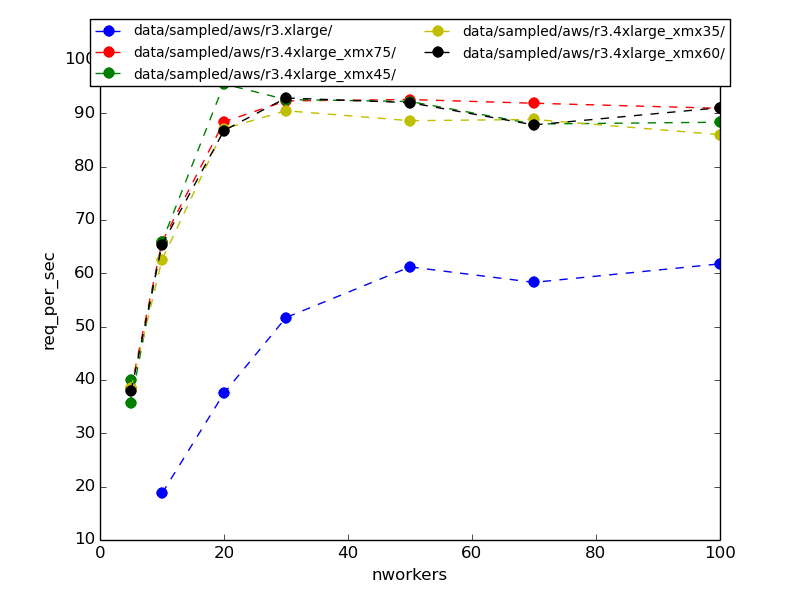 data/sampled/aws/r3.xlarge/
data/sampled/aws/r3.4xlarge_xmx75/
data/sampled/aws/r3.4xlarge_xmx45/
data/sampled/aws/r3.4xlarge_xmx35/
data/sampled/aws/r3.4xlarge_xmx60/
100
90
80
70
60
50
40
30
20
10
req_per_sec
0 20 40 60 80 100
nworkers